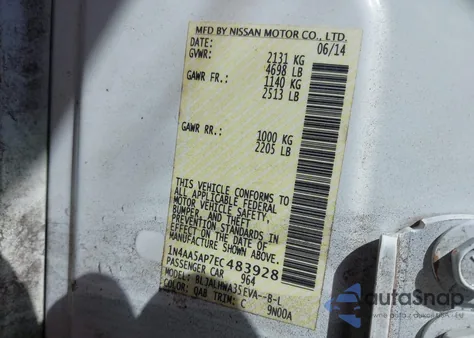 MFD BY NISSAN MOTOR CO., LTD.
DATE: 06/14
GVWR: 2131 KG
4698 LB
GAWR FR.: 1140 KG
2513 LB
GAWR RR.: 1000 KG
2205 LB
THIS VEHICLE CONFORMS TO
ALL APPLICABLE FEDERAL
MOTOR VEHICLE SAFETY,
BUMPER, AND THEFT
PREVENTION STANDARDS IN
EFFECT ON THE DATE OF
MANUFACTURE SHOWN ABOVE.
1N4AA5AP7EC483928
PASSENGER CAR 964
MODEL: BLJALHWA35EVA--B-L
COLOR: QAB TRIM: C 9N00A
autoSnap